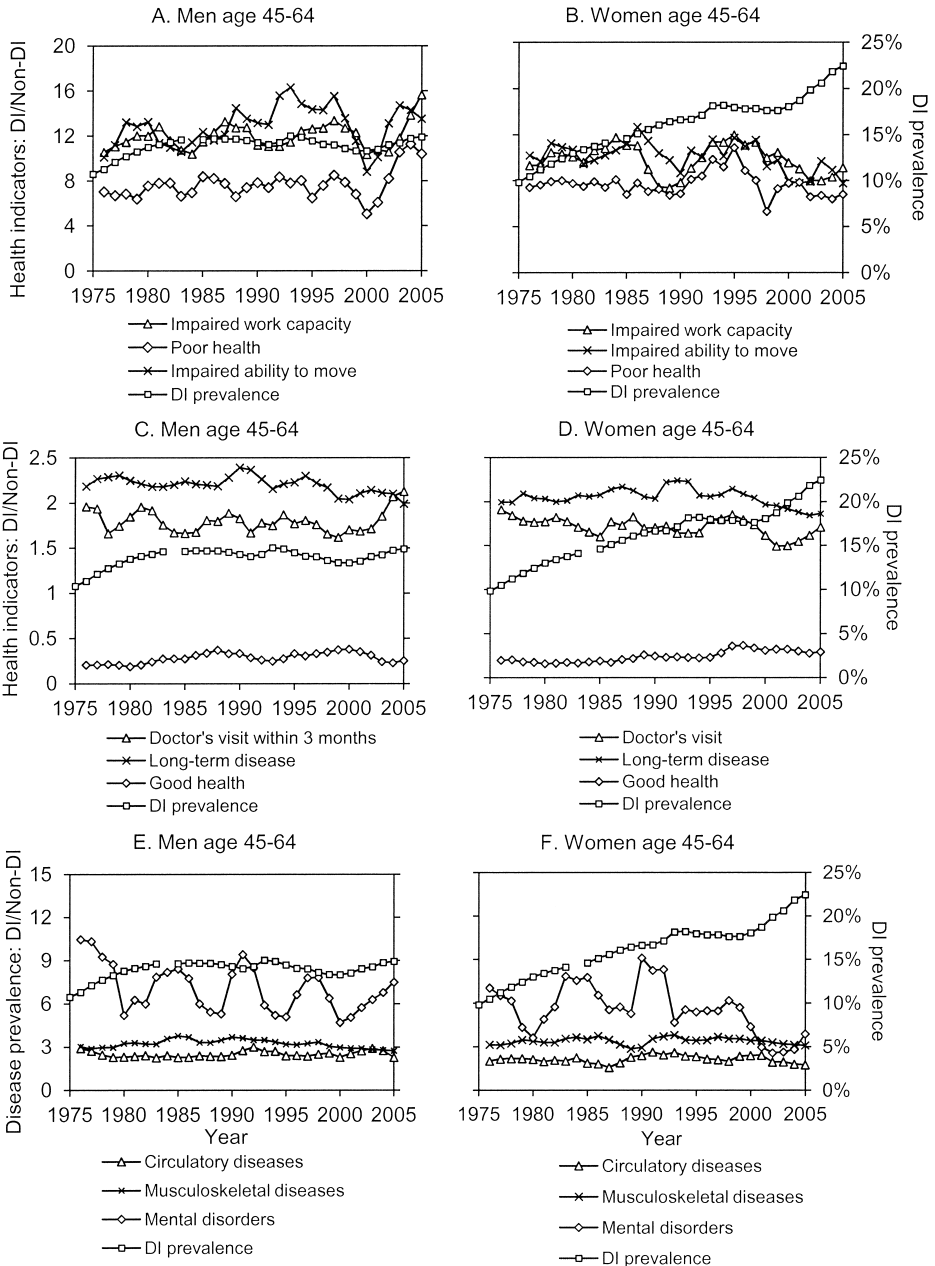 A. Men age 45-64
Health indicators: DI/Non-DI
20
16
12
8
4
0
1975 1980 1985 1990 1995 2000 2005
Impaired work capacity
Poor health
Impaired ability to move
DI prevalence
B. Women age 45-64
25%
20%
15%
10%
5%
0%
DI prevalence
1975 1980 1985 1990 1995 2000 2005
Impaired work capacity
Impaired ability to move
Poor health
DI prevalence
C. Men age 45-64
Health indicators: DI/Non-DI
2.5
2
1.5
1
0.5
0
1975 1980 1985 1990 1995 2000 2005
Doctor's visit within 3 months
Long-term disease
Good health
DI prevalence
D. Women age 45-64
25%
20%
15%
10%
5%
0%
DI prevalence
1975 1980 1985 1990 1995 2000 2005
Doctor's visit
Long-term disease
Good health
DI prevalence
E. Men age 45-64
Disease prevalence: DI/Non-DI
15
12
9
6
3
0
1975 1980 1985 1990 1995 2000 2005
Year
Circulatory diseases
Musculoskeletal diseases
Mental disorders
DI prevalence
F. Women age 45-64
25%
20%
15%
10%
5%
0%
DI prevalence
1975 1980 1985 1990 1995 2000 2005
Year
Circulatory diseases
Musculoskeletal diseases
Mental disorders
DI prevalence